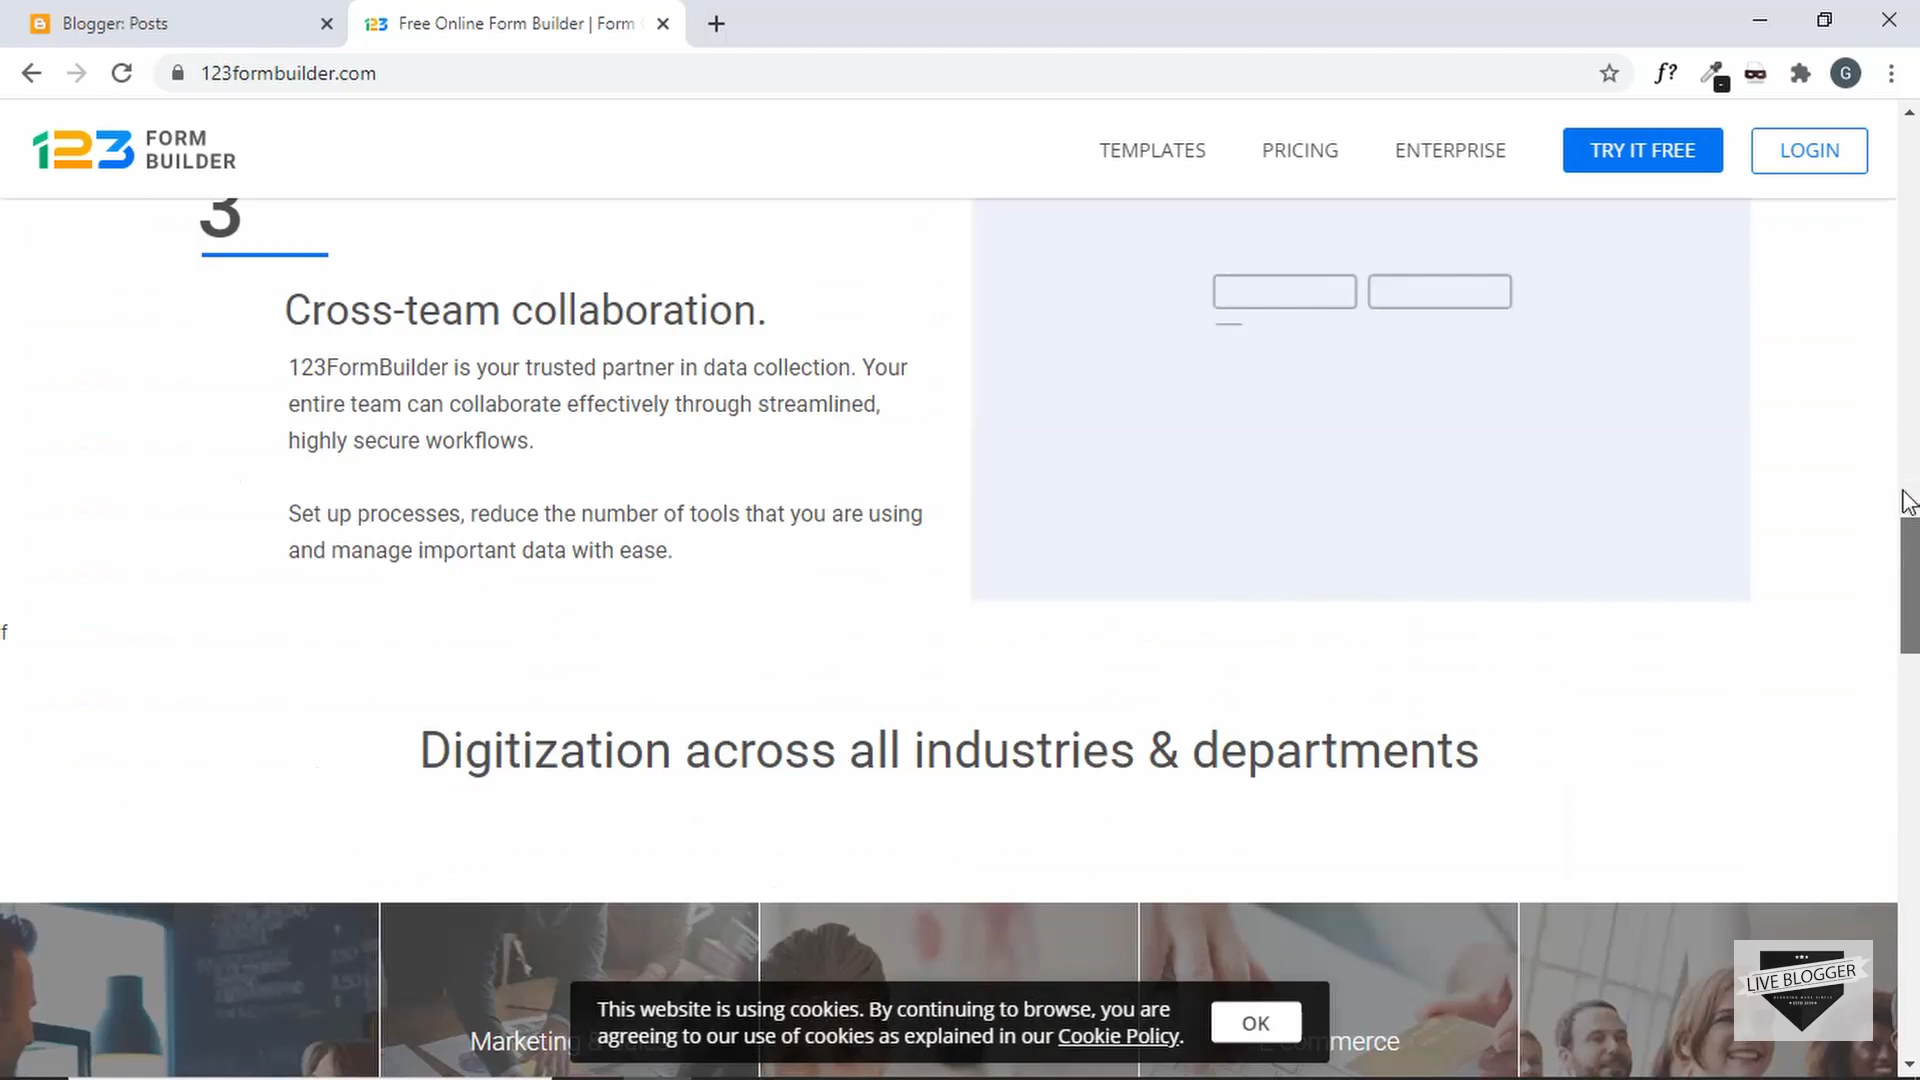 Blogger: Posts
Free Online Form Builder | Form
123formbuilder.com
f?
G
123 FORM
BUILDER
TEMPLATES
PRICING
ENTERPRISE
TRY IT FREE
LOGIN
3
Cross-team collaboration.
123FormBuilder is your trusted partner in data collection. Your
entire team can collaborate effectively through streamlined,
highly secure workflows.
Set up processes, reduce the number of tools that you are using
and manage important data with ease.
f
Digitization across all industries & departments
This website is using cookies. By continuing to browse, you are
agreeing to our use of cookies as explained in our Cookie Policy.
OK
Marketing
mmerce
LIVE BLOGGER